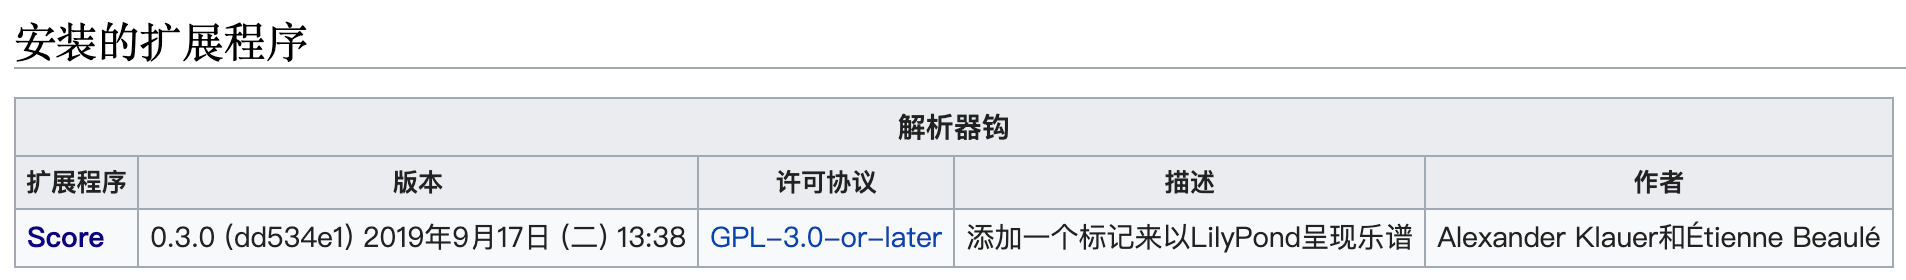 安装的扩展程序
解析器钩
扩展程序 版本 许可协议 描述 作者
Score 0.3.0 (dd534e1) 2019年9月17日 (二) 13:38 GPL-3.0-or-later 添加一个标记来以LilyPond呈现乐谱 Alexander Klauer和Étienne Beaulé